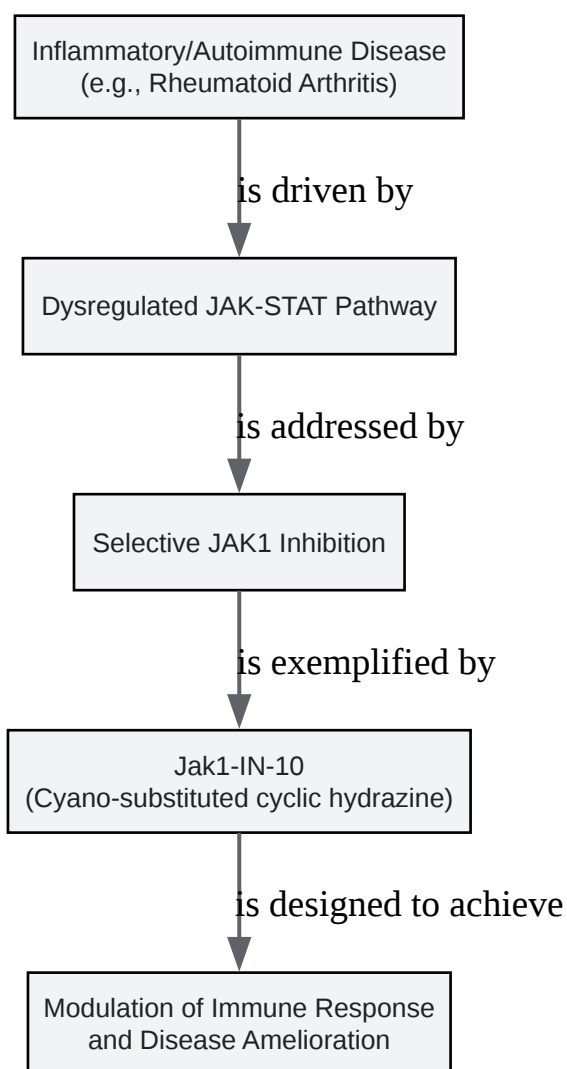 Inflammatory/Autoimmune Disease
(e.g., Rheumatoid Arthritis)
is driven by
Dysregulated JAK-STAT Pathway
is addressed by
Selective JAK1 Inhibition
is exemplified by
Jak1-IN-10
(Cyano-substituted cyclic hydrazine)
is designed to achieve
Modulation of Immune Response
and Disease Amelioration